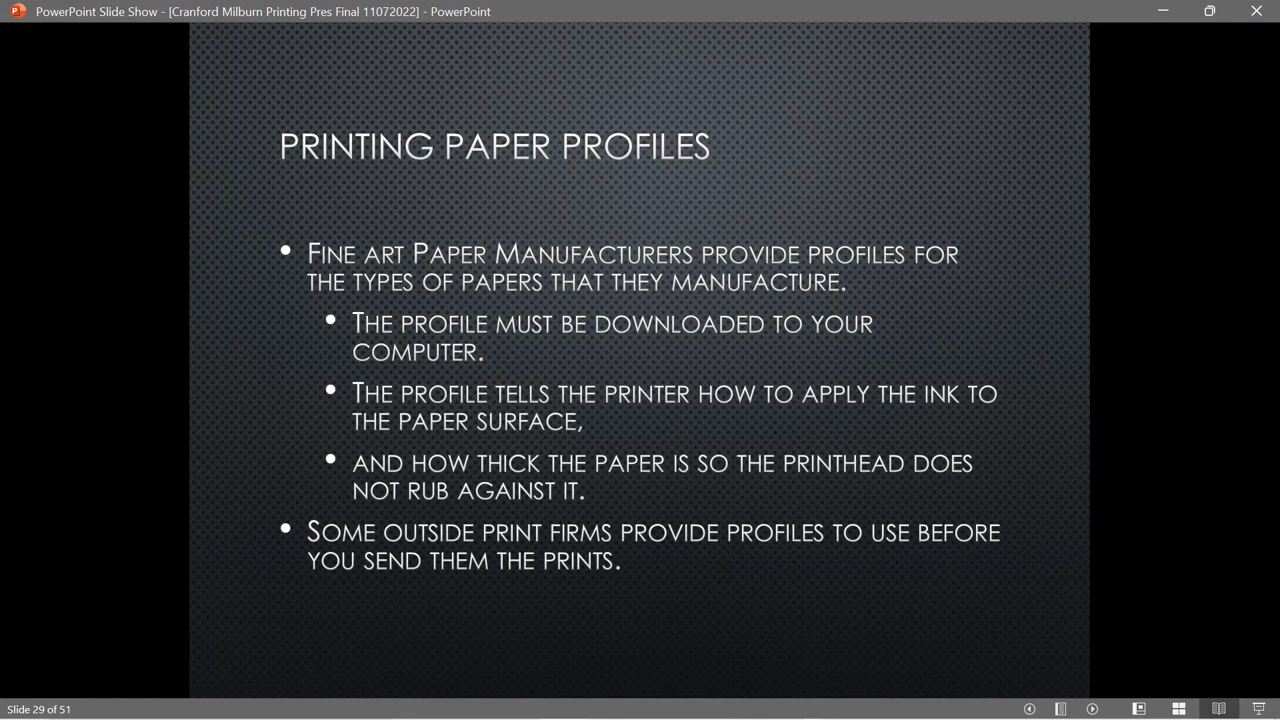 PowerPoint Slide Show - [Cranford Milburn Printing Pres Final 11072022] - PowerPoint
PRINTING PAPER PROFILES
• FINE ART PAPER MANUFACTURERS PROVIDE PROFILES FOR
THE TYPES OF PAPERS THAT THEY MANUFACTURE.
• THE PROFILE MUST BE DOWNLOADED TO YOUR
COMPUTER.
• THE PROFILE TELLS THE PRINTER HOW TO APPLY THE INK TO
THE PAPER SURFACE,
• AND HOW THICK THE PAPER IS SO THE PRINTHEAD DOES
NOT RUB AGAINST IT.
• SOME OUTSIDE PRINT FIRMS PROVIDE PROFILES TO USE BEFORE
YOU SEND THEM THE PRINTS.
Slide 29 of 51